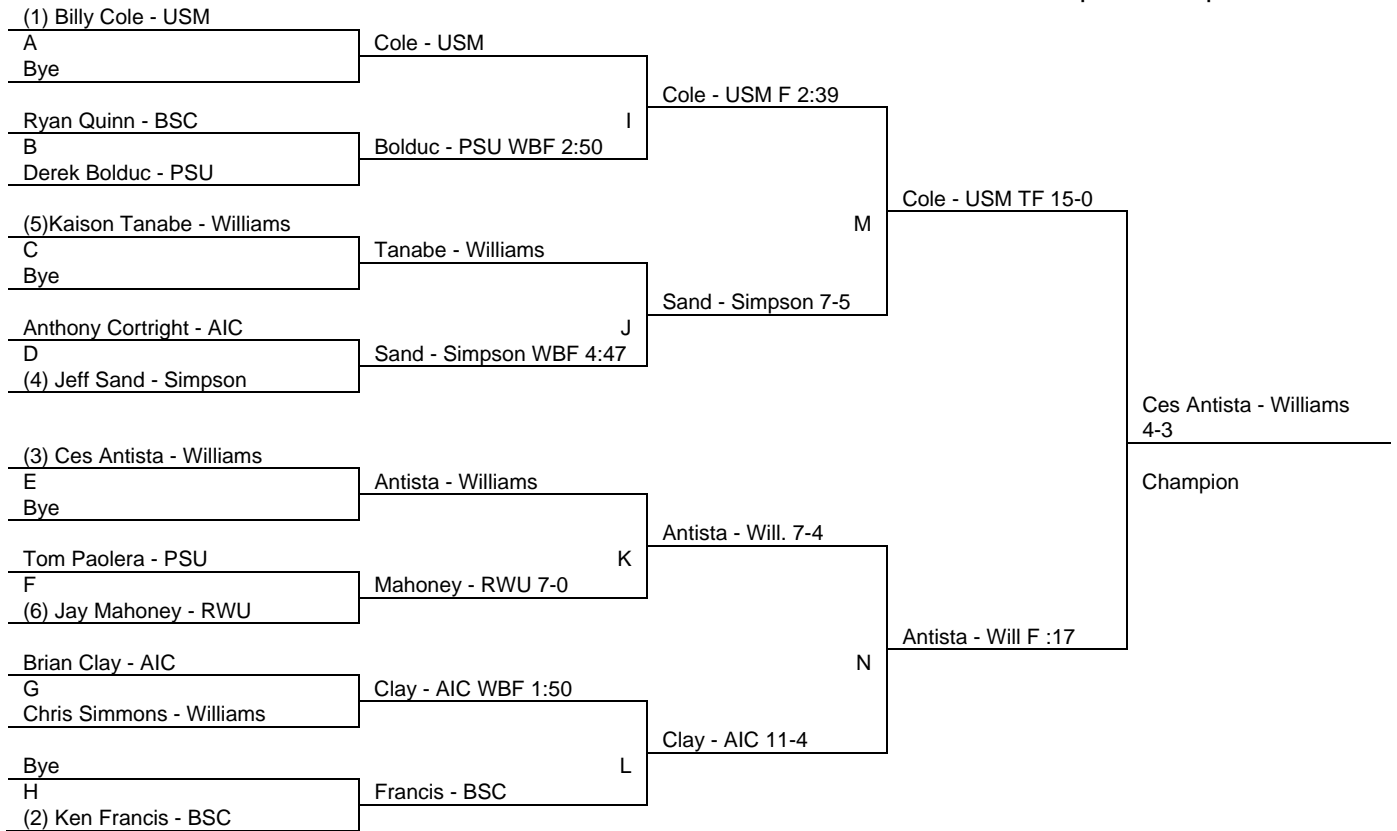 (1) Billy Cole - USM
A
Bye
Cole - USM
Ryan Quinn - BSC
B
Derek Bolduc - PSU
Bolduc - PSU WBF 2:50
I
Cole - USM F 2:39
(5)Kaison Tanabe - Williams
C
Bye
Tanabe - Williams
Anthony Cortright - AIC
D
(4) Jeff Sand - Simpson
Sand - Simpson WBF 4:47
J
Sand - Simpson 7-5
M
Cole - USM TF 15-0
(3) Ces Antista - Williams
E
Bye
Antista - Williams
Tom Paolera - PSU
F
(6) Jay Mahoney - RWU
Mahoney - RWU 7-0
K
Antista - Will. 7-4
Brian Clay - AIC
G
Chris Simmons - Williams
Clay - AIC WBF 1:50
Bye
H
(2) Ken Francis - BSC
Francis - BSC
L
Clay - AIC 11-4
N
Antista - Will F :17
Ces Antista - Williams
4-3
Champion